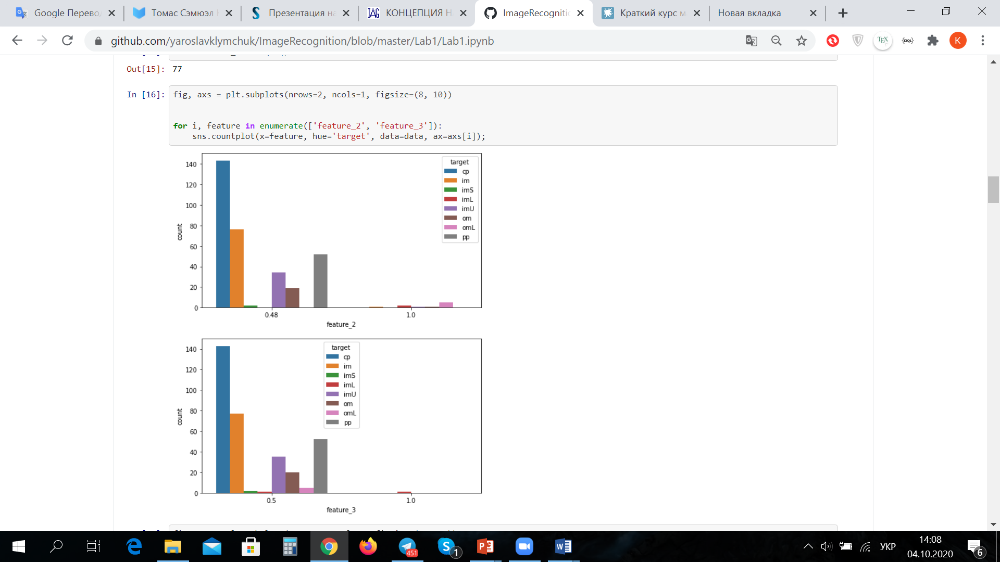 Google Перево
Томас Сэмюэл
Презентация на
КОНЦЕПЦИЯ Н
ImageRecogniti
Краткий курс м
Новая вкладка
github.com/yaroslavklymchuk/ImageRecognition/blob/master/Lab1/Lab1.ipynb
TEX
{CIQL}
K
Out[15]: 77
In [16]: fig, axs = plt.subplots(nrows=2, ncols=1, figsize=(8, 10))
for i, feature in enumerate(['feature_2', 'feature_3']):
sns.countplot(x=feature, hue='target', data=data, ax=axs[i]);
140
120
100
80
60
40
20
0
count
target
cp
im
imS
imL
imU
om
omL
pp
0.48
1.0
feature_2
140
120
100
80
60
40
20
0
count
target
cp
im
imS
imL
imU
om
omL
pp
0.5
1.0
feature_3
451
1
УКР
14:08
04.10.2020
6